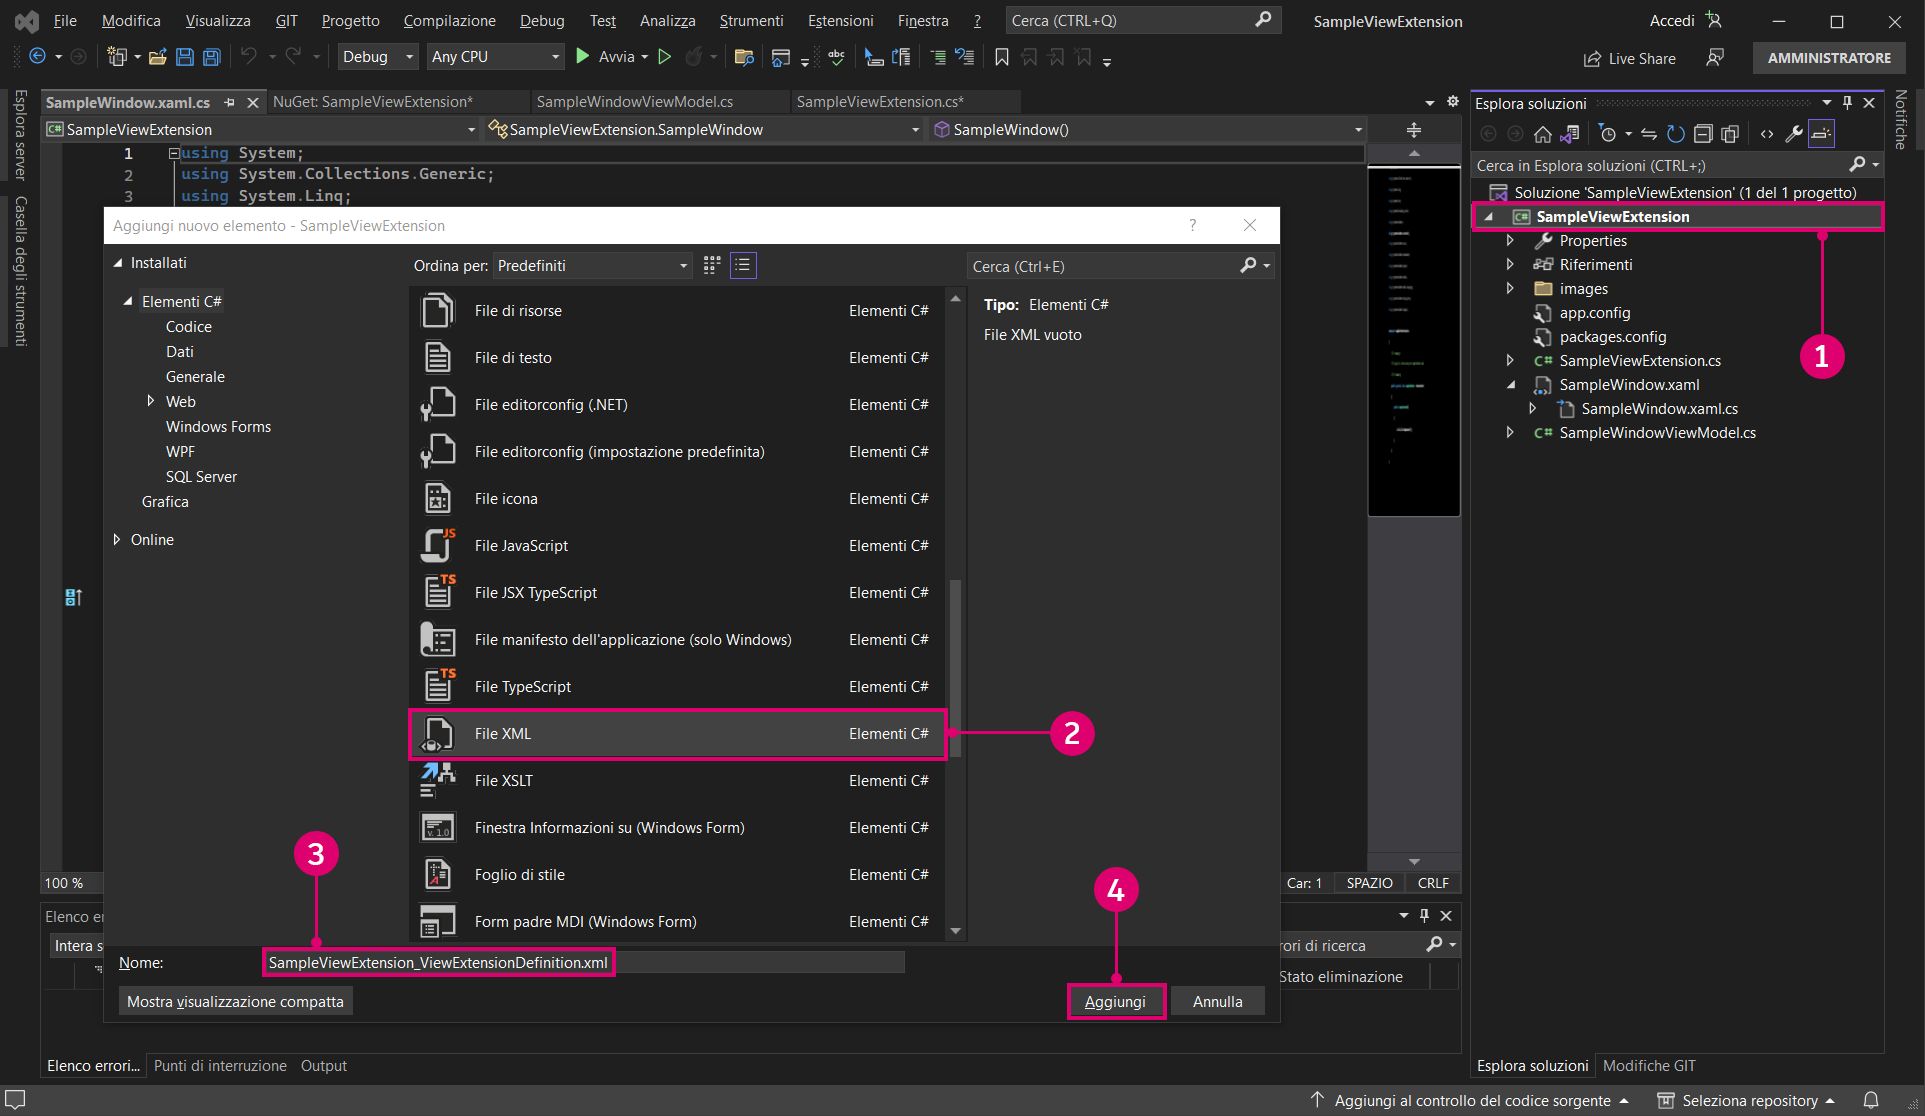 File Modifica Visualizza GIT Progetto Compilazione Debug Test Analizza Strumenti Estensioni Finestra ? Cerca (CTRL+Q) SampleViewExtension Accedi
Debug Any CPU Avvia abc Live Share AMMINISTRATORE
Esplora server
Casella degli strumenti
SampleWindow.xaml.cs NuGet: SampleViewExtension* SampleWindowViewModel.cs SampleViewExtension.cs*
C# SampleViewExtension SampleViewExtension.SampleWindow SampleWindow()
1 using System;
2 using System.Collections.Generic;
3 using System.Linq;
Aggiungi nuovo elemento - SampleViewExtension ?
Installati
Elementi C#
Codice
Dati
Generale
Web
Windows Forms
WPF
SQL Server
Grafica
Online
Ordina per: Predefiniti
Cerca (Ctrl+E)
File di risorse Elementi C#
File di testo Elementi C#
File editorconfig (.NET) Elementi C#
File editorconfig (impostazione predefinita) Elementi C#
File icona Elementi C#
JS File JavaScript Elementi C#
TS File JSX TypeScript Elementi C#
File manifesto dell'applicazione (solo Windows) Elementi C#
TS File TypeScript Elementi C#
File XML Elementi C#
File XSLT Elementi C#
v. 1.0 Finestra Informazioni su (Windows Form) Elementi C#
Foglio di stile Elementi C#
Form padre MDI (Windows Form) Elementi C#
Tipo: Elementi C#
File XML vuoto
2
3
4
Nome: SampleViewExtension_ViewExtensionDefinition.xml
Mostra visualizzazione compatta
Aggiungi Annulla
100 %
Car: 1 SPAZIO CRLF
Elenco e
Intera s
rori di ricerca
Stato eliminazione
Elenco errori... Punti di interruzione Output
Esplora soluzioni
Notifiche
Cerca in Esplora soluzioni (CTRL+;)
Soluzione 'SampleViewExtension' (1 del 1 progetto)
C# SampleViewExtension
Properties
Riferimenti
images
app.config
packages.config
C# SampleViewExtension.cs
SampleWindow.xaml
SampleWindow.xaml.cs
C# SampleWindowViewModel.cs
1
Esplora soluzioni Modifiche GIT
Aggiungi al controllo del codice sorgente Seleziona repository